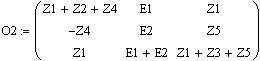 O2 := ( Z1 + Z2 + Z4 E1 Z1
−Z4 E2 Z5
Z1 E1 + E2 Z1 + Z3 + Z5 )